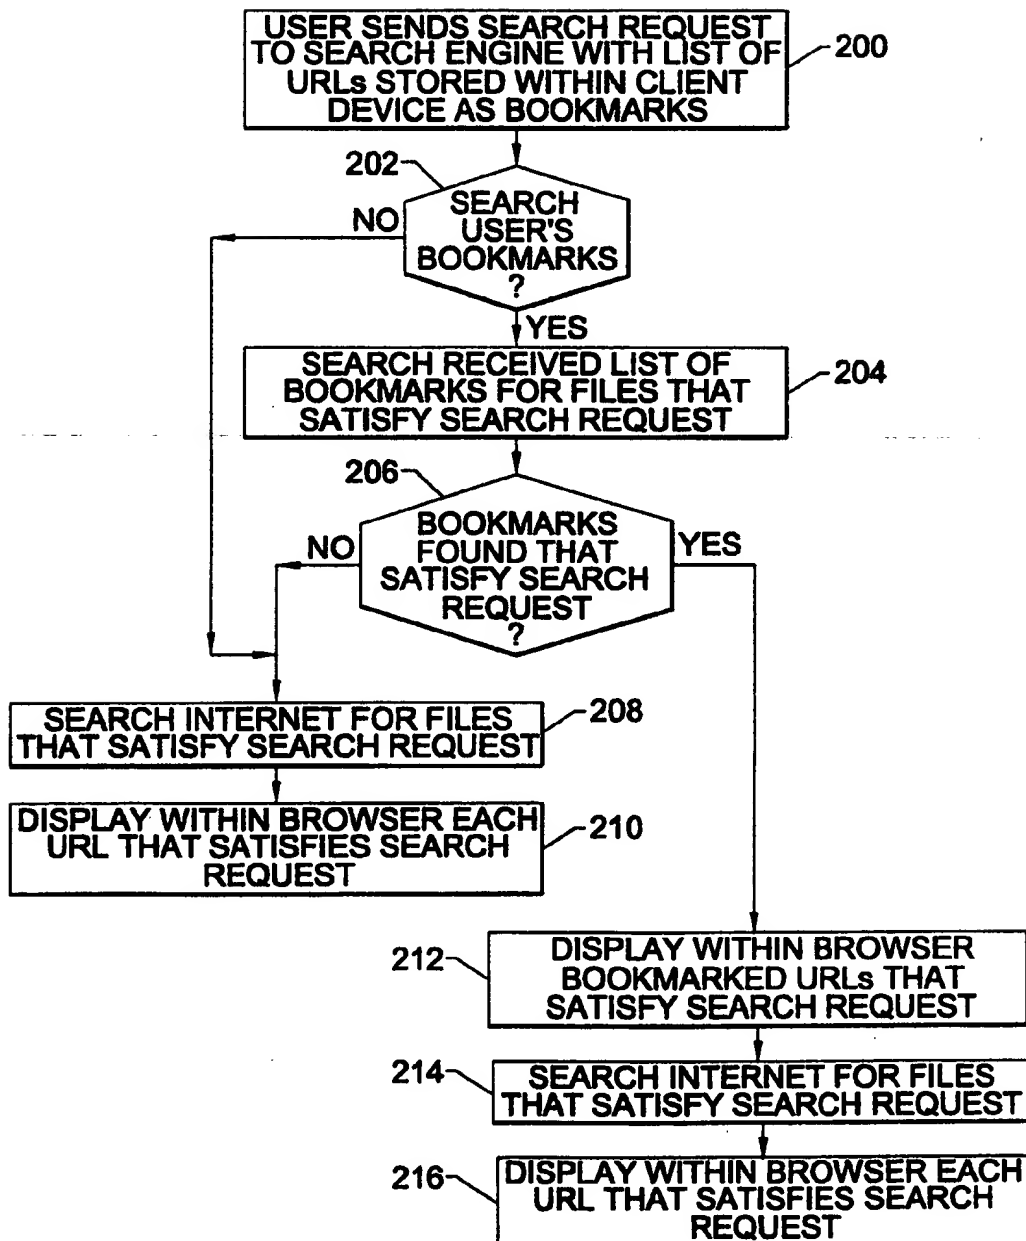 USER SENDS SEARCH REQUEST
TO SEARCH ENGINE WITH LIST OF
URLs STORED WITHIN CLIENT
DEVICE AS BOOKMARKS
200
202
SEARCH
USER'S
BOOKMARKS
?
NO
YES
SEARCH RECEIVED LIST OF
BOOKMARKS FOR FILES THAT
SATISFY SEARCH REQUEST
204
206
BOOKMARKS
FOUND THAT
SATISFY SEARCH
REQUEST
?
NO
YES
SEARCH INTERNET FOR FILES
THAT SATISFY SEARCH REQUEST
208
DISPLAY WITHIN BROWSER EACH
URL THAT SATISFIES SEARCH
REQUEST
210
212
DISPLAY WITHIN BROWSER
BOOKMARKED URLs THAT
SATISFY SEARCH REQUEST
214
SEARCH INTERNET FOR FILES
THAT SATISFY SEARCH REQUEST
216
DISPLAY WITHIN BROWSER EACH
URL THAT SATISFIES SEARCH
REQUEST